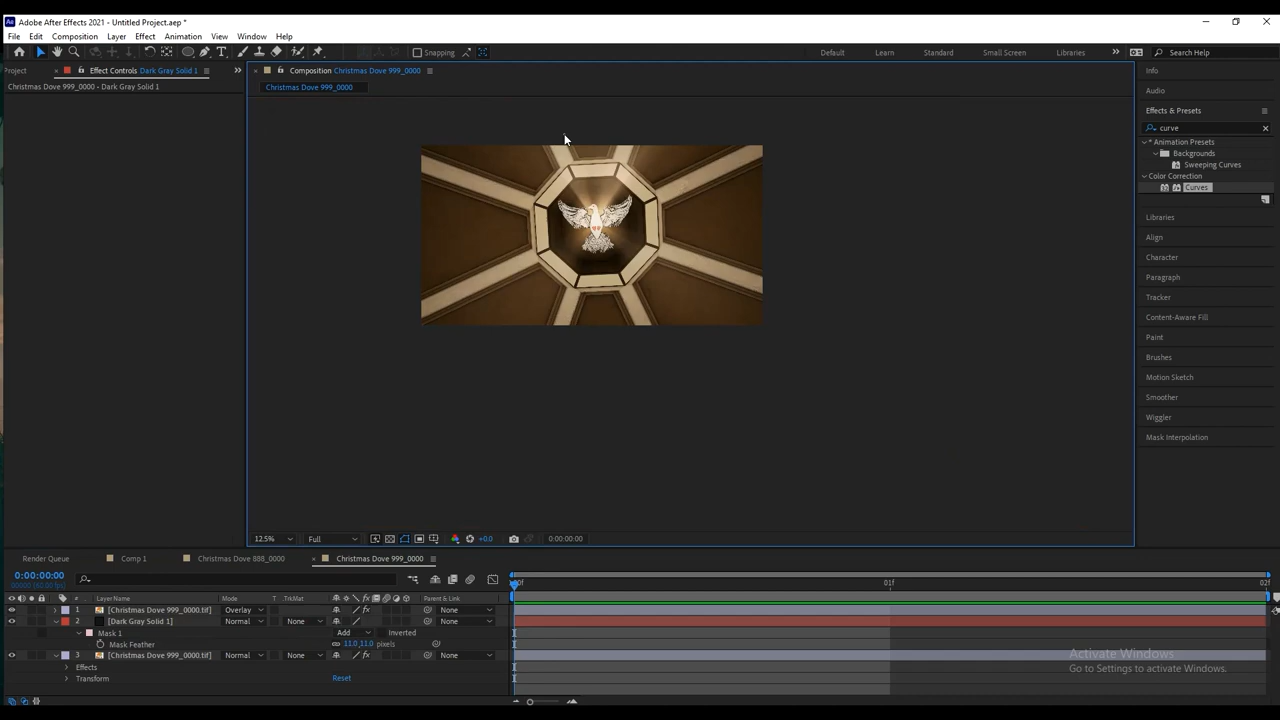 Adobe After Effects 2021 - Untitled Project.aep *
File Edit Composition Layer Effect Animation View Window Help
Snapping Default Learn Standard Small Screen Libraries Search Help
Project Effect Controls Dark Gray Solid 1 Composition Christmas Dove 999_0000 Info
Christmas Dove 999_0000 - Dark Gray Solid 1 Christmas Dove 999_0000 Audio
Effects & Presets
curve
* Animation Presets
Backgrounds
Sweeping Curves
Color Correction
Curves
Libraries
Align
Character
Paragraph
Tracker
Content-Aware Fill
Paint
Brushes
Motion Sketch
Smoother
Wiggler
Mask Interpolation
12.5% Full +0.0 0:00:00:00
Render Queue Comp 1 Christmas Dove 888_0000 Christmas Dove 999_0000
0:00:00:00
01f 02f
# Layer Name Mode T TrkMat Parent & Link
1 [Christmas Dove 999_0000.tif] Overlay None
2 [Dark Gray Solid 1] Normal None None
Mask 1 Add Inverted
Mask Feather 11.0,11.0 pixels
3 [Christmas Dove 999_0000.tif] Normal None None
Effects
Transform Reset
Activate Windows
Go to Settings to activate Windows.